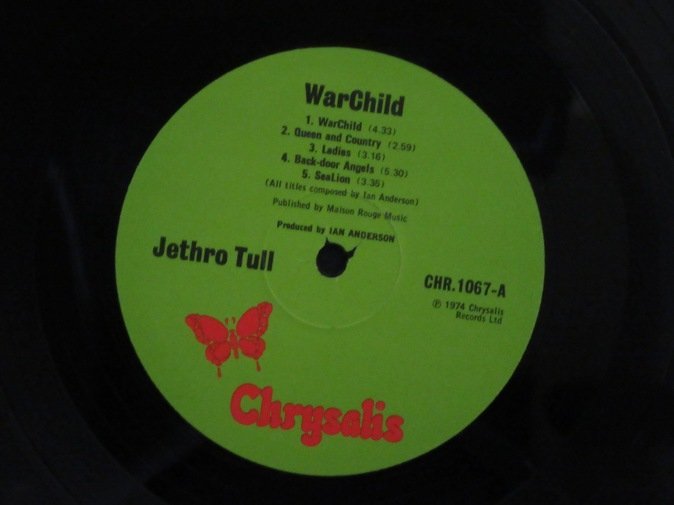 WarChild
1. WarChild (4.33)
2. Queen and Country (2.59)
3. Ladies (3.16)
4. Back-door Angels (5.30)
5. SeaLion (3.35)
(All titles composed by Ian Anderson)
Published by Maison Rouge Music
Produced by IAN ANDERSON
Jethro Tull
CHR.1067-A
℗ 1974 Chrysalis
Records Ltd
Chrysalis